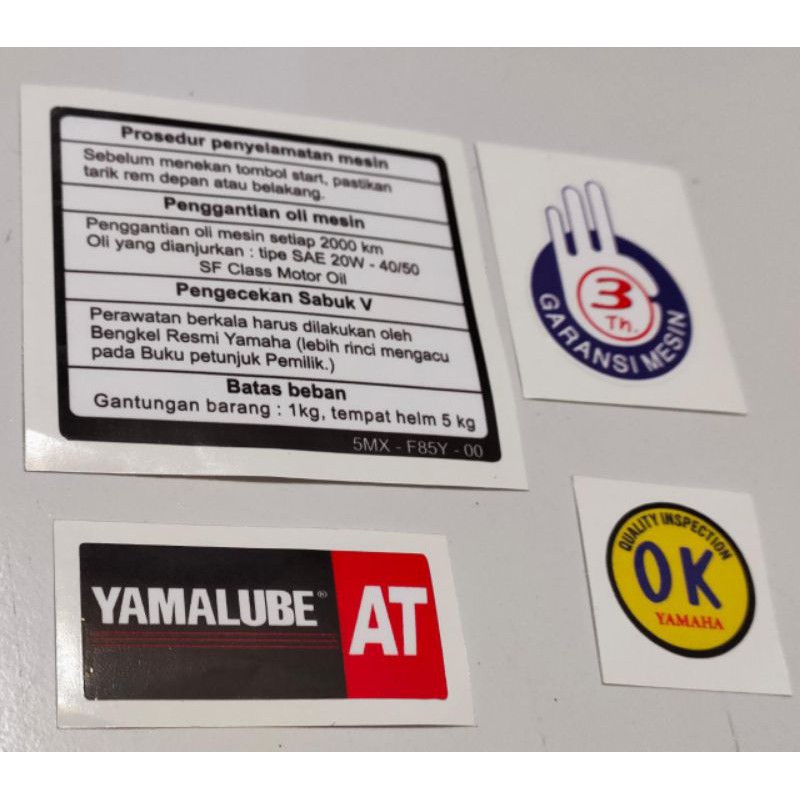 Prosedur penyelamatan mesin
Sebelum menekan tombol start, pastikan
tarik rem depan atau belakang.
Penggantian oli mesin
Penggantian oli mesin setiap 2000 km
Oli yang dianjurkan : tipe SAE 20W - 40/50
SF Class Motor Oil
Pengecekan Sabuk V
Perawatan berkala harus dilakukan oleh
Bengkel Resmi Yamaha (lebih rinci mengacu
pada Buku petunjuk Pemilik.)
Batas beban
Gantungan barang : 1kg, tempat helm 5 kg
5MX - F85Y - 00
3
Th.
GARANSI MESIN
YAMALUBE® AT
QUALITY INSPECTION
OK
YAMAHA